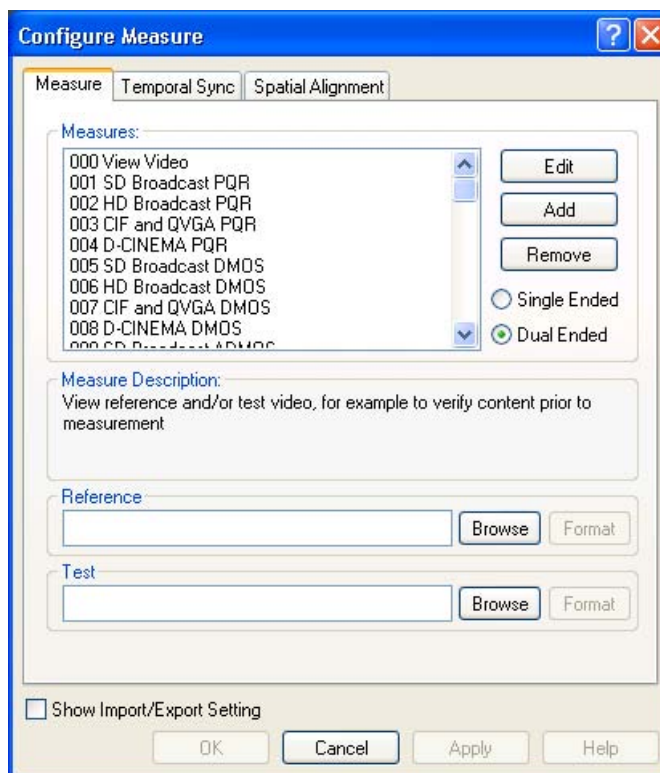 Configure Measure
Measure
Temporal Sync
Spatial Alignment
Measures:
000 View Video
001 SD Broadcast PQR
002 HD Broadcast PQR
003 CIF and QVGA PQR
004 D-CINEMA PQR
005 SD Broadcast DMOS
006 HD Broadcast DMOS
007 CIF and QVGA DMOS
008 D-CINEMA DMOS
009 SD Broadcast ADMOS
Edit
Add
Remove
Single Ended
Dual Ended
Measure Description:
View reference and/or test video, for example to verify content prior to
measurement
Reference
Browse
Format
Test
Browse
Format
Show Import/Export Setting
OK
Cancel
Apply
Help